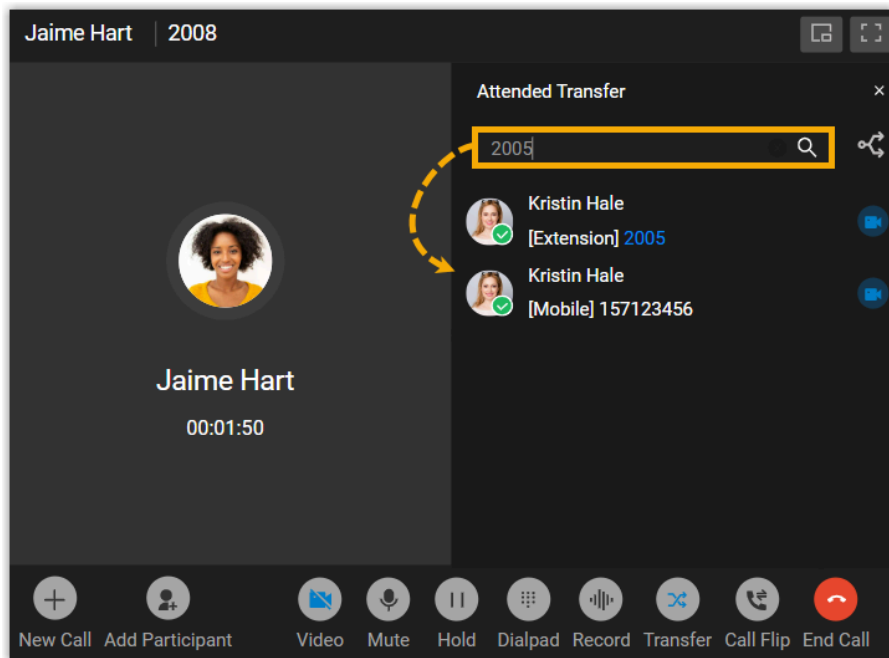 Jaime Hart 2008
Attended Transfer
2005
Kristin Hale
[Extension] 2005
Kristin Hale
[Mobile] 157123456
Jaime Hart
00:01:50
New Call Add Participant Video Mute Hold Dialpad Record Transfer Call Flip End Call